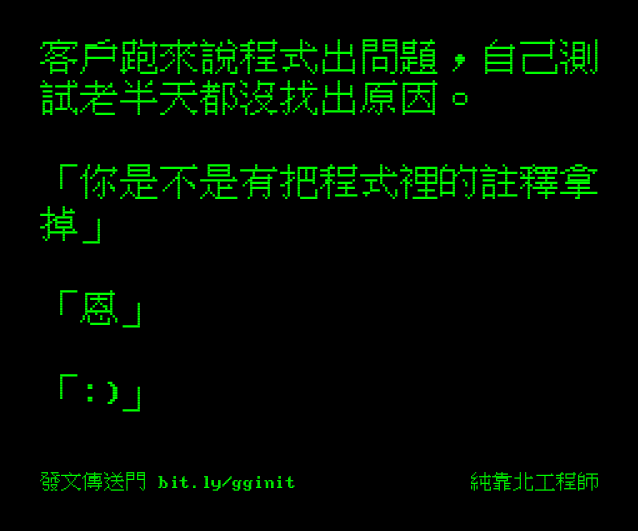 客戶跑來說程式出問題，自己測
試老半天都沒找出原因。
「你是不是有把程式裡的註釋拿
掉」
「恩」
「:)」
發文傳送門 bit.ly/gginit
純靠北工程師